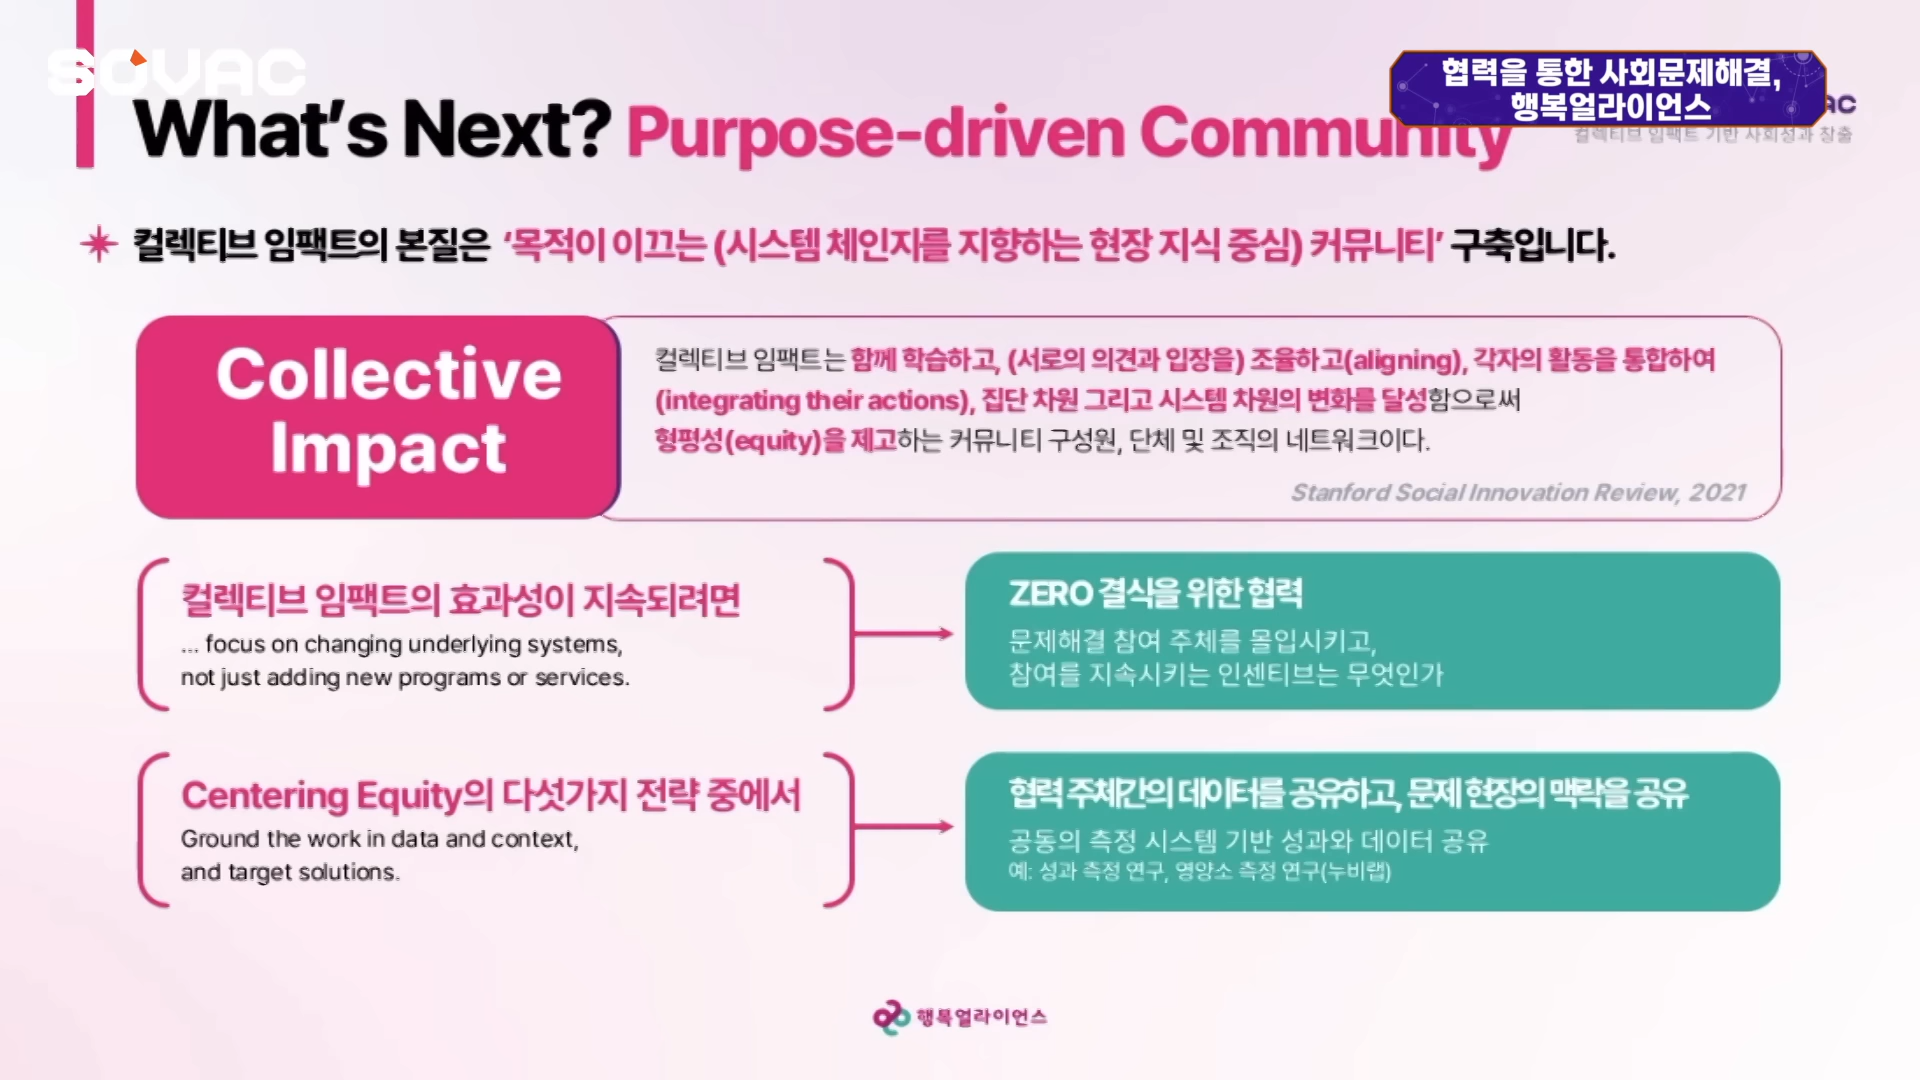 SOVAC
협력을 통한 사회문제해결,
행복얼라이언스
What's Next? Purpose-driven Community
컬렉티브 임팩트 기반 사회성과 창출
컬렉티브 임팩트의 본질은 '목적이 이끄는 (시스템 체인지를 지향하는 현장 지식 중심) 커뮤니티' 구축입니다.
Collective
Impact
컬렉티브 임팩트는 함께 학습하고, (서로의 의견과 입장을) 조율하고(aligning), 각자의 활동을 통합하여
(integrating their actions), 집단 차원 그리고 시스템 차원의 변화를 달성함으로써
형평성(equity)을 제고하는 커뮤니티 구성원, 단체 및 조직의 네트워크이다.
Stanford Social Innovation Review, 2021
컬렉티브 임팩트의 효과성이 지속되려면
... focus on changing underlying systems,
not just adding new programs or services.
ZERO 결식을 위한 협력
문제해결 참여 주체를 몰입시키고,
참여를 지속시키는 인센티브는 무엇인가
Centering Equity의 다섯가지 전략 중에서
Ground the work in data and context,
and target solutions.
협력 주체간의 데이터를 공유하고, 문제 현장의 맥락을 공유
공동의 측정 시스템 기반 성과와 데이터 공유
예: 성과 측정 연구, 영양소 측정 연구(누비랩)
행복얼라이언스